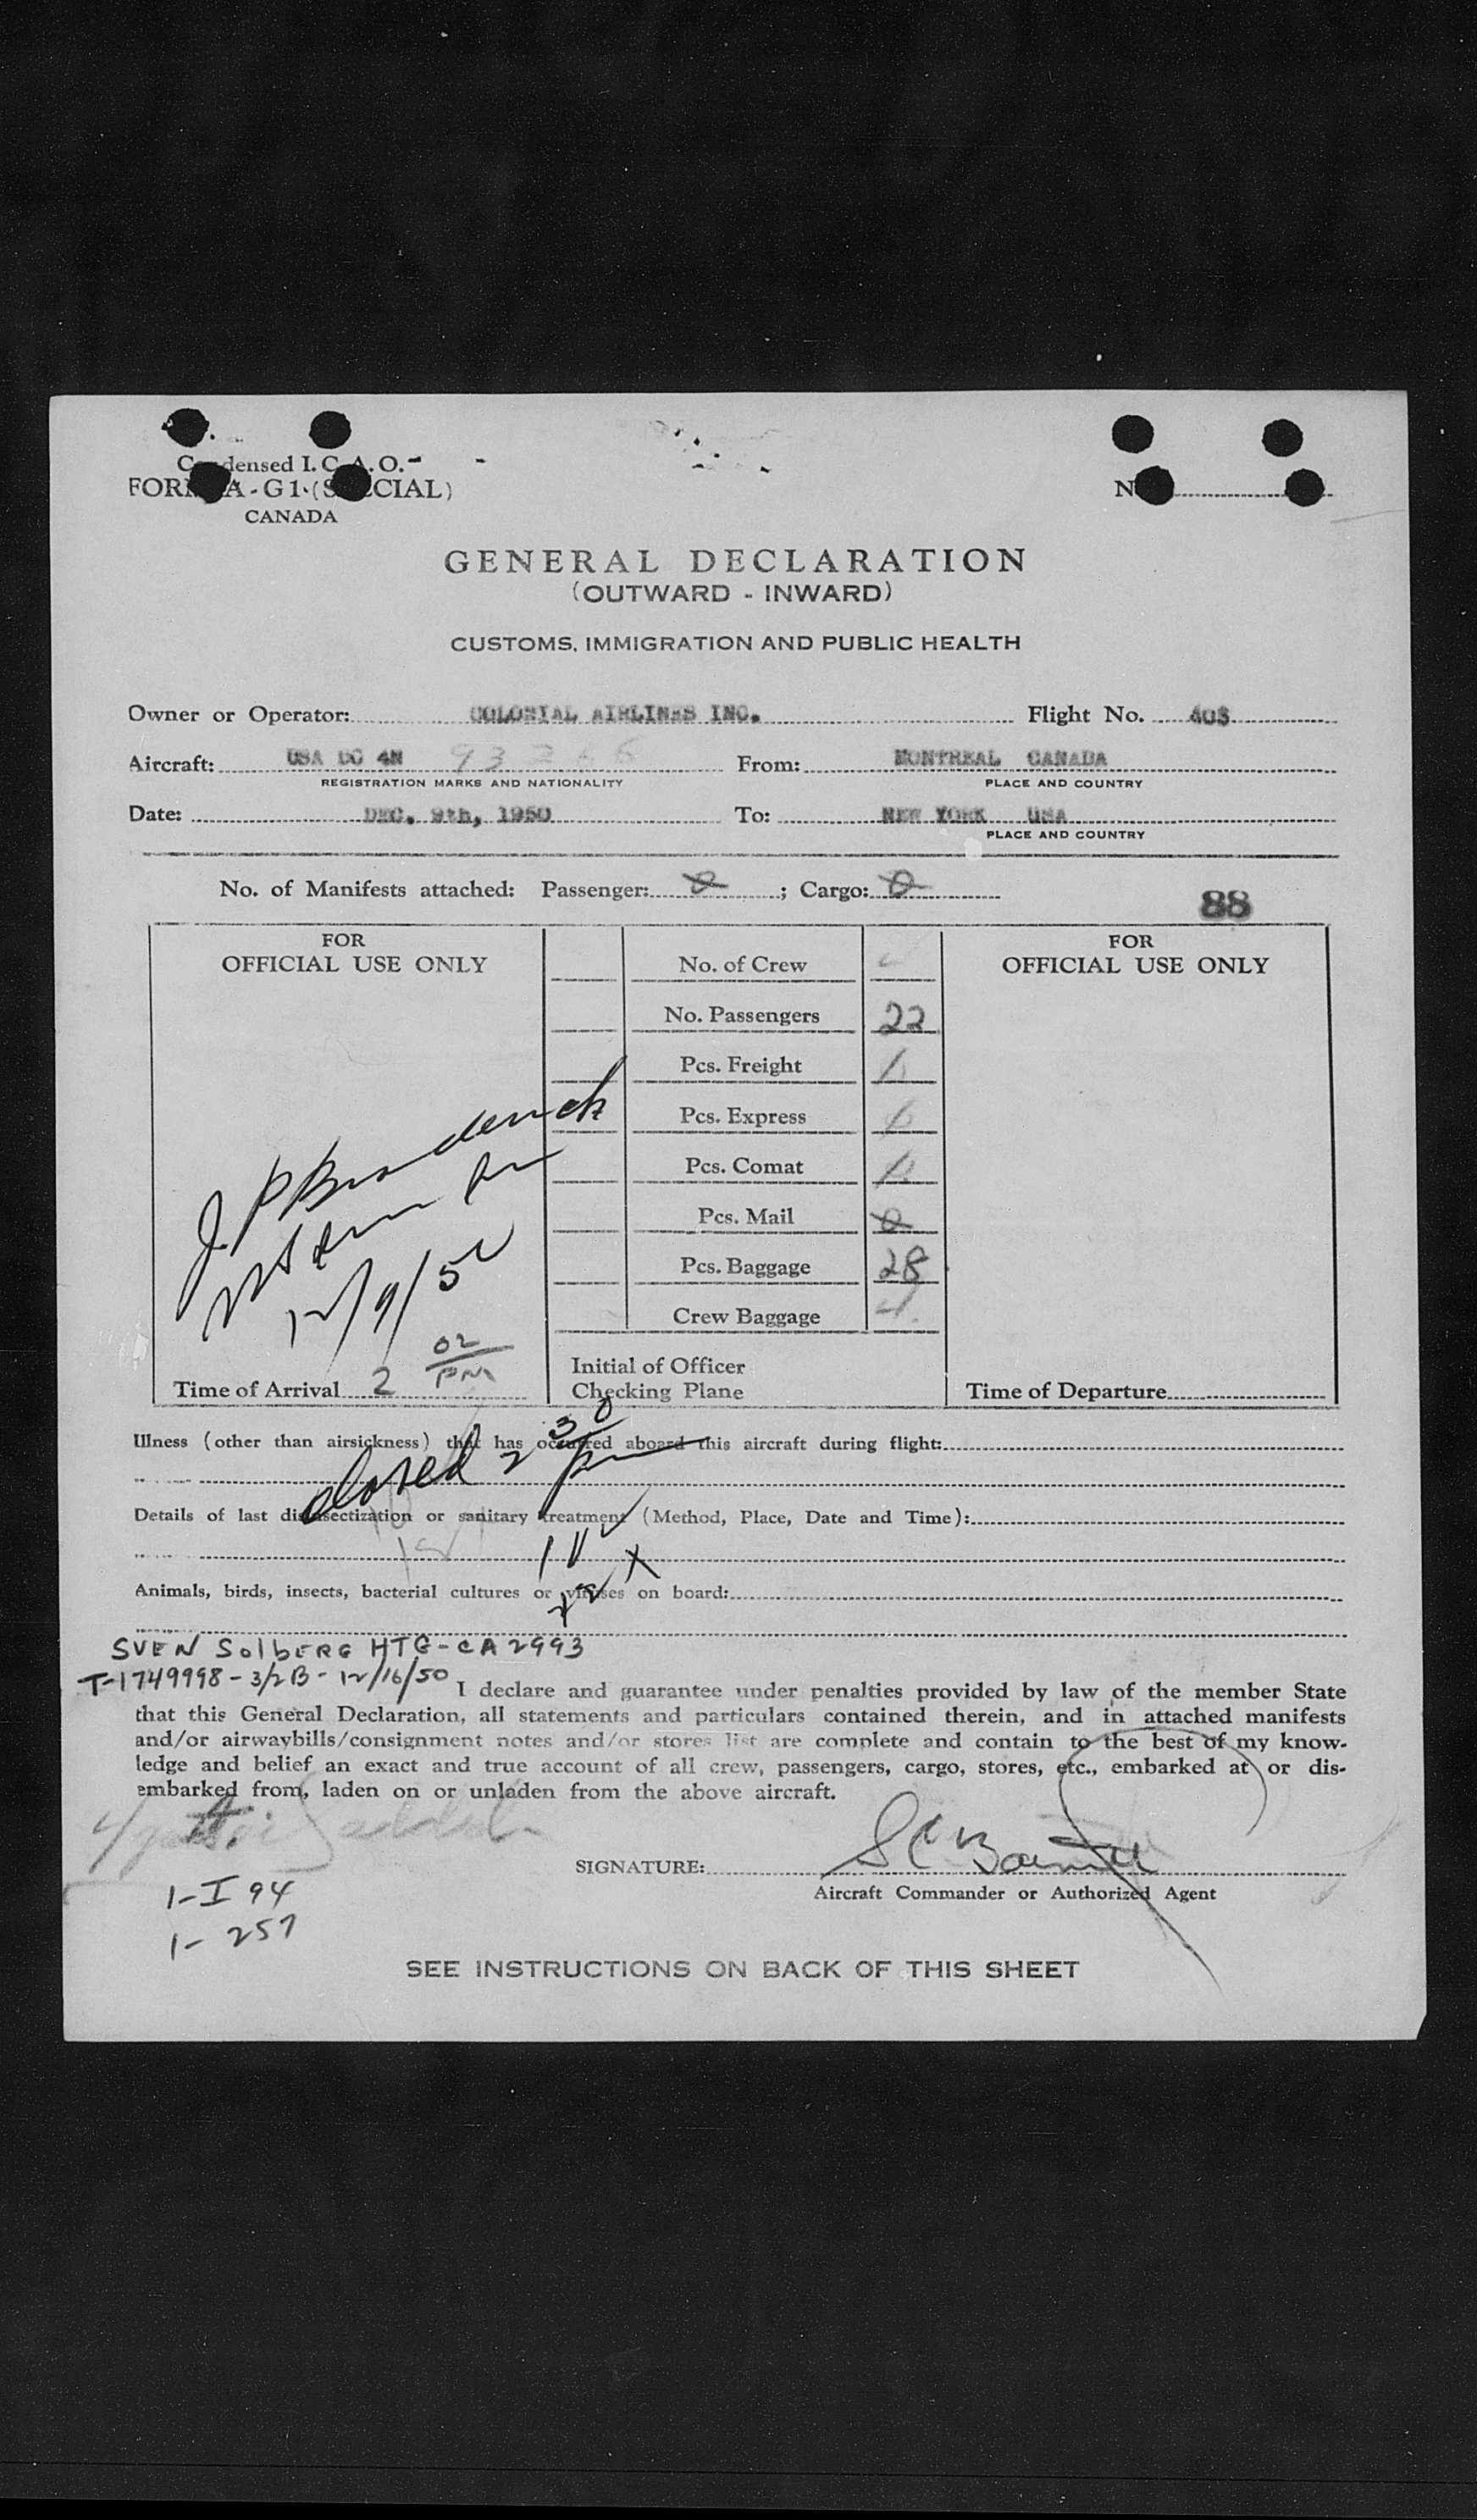 Condensed I. C. A. O.
FORM A - G1 (SPECIAL)
CANADA
GENERAL DECLARATION
(OUTWARD - INWARD)
CUSTOMS, IMMIGRATION AND PUBLIC HEALTH
Owner or Operator: COLONIAL AIRLINES INC. Flight No. 403
Aircraft: USA DC 4N 93266 From: MONTREAL CANADA
REGISTRATION MARKS AND NATIONALITY PLACE AND COUNTRY
Date: DEC. 9th, 1950 To: NEW YORK USA
PLACE AND COUNTRY
No. of Manifests attached: Passenger: 0 ; Cargo: 0
88
FOR
OFFICIAL USE ONLY
No. of Crew
No. Passengers 22
Pcs. Freight
Pcs. Express
Pcs. Comat
Pcs. Mail 0
Pcs. Baggage 28
Crew Baggage
FOR
OFFICIAL USE ONLY
J P Broderick
12/9/50
Time of Arrival 2 02 PM
Initial of Officer
Checking Plane
Time of Departure
Illness (other than airsickness) that has occurred aboard this aircraft during flight:
closed 2 30 pm
Details of last disinsectization or sanitary treatment (Method, Place, Date and Time):
Animals, birds, insects, bacterial cultures or viruses on board:
SVEN SolbERG HTG-CA2993
T-1749998-3/2B-12/16/50
I declare and guarantee under penalties provided by law of the member State
that this General Declaration, all statements and particulars contained therein, and in attached manifests
and/or airwaybills/consignment notes and/or stores list are complete and contain to the best of my know-
ledge and belief an exact and true account of all crew, passengers, cargo, stores, etc., embarked at or dis-
embarked from, laden on or unladen from the above aircraft.
SIGNATURE:
Aircraft Commander or Authorized Agent
1-I 94
1-257
SEE INSTRUCTIONS ON BACK OF THIS SHEET